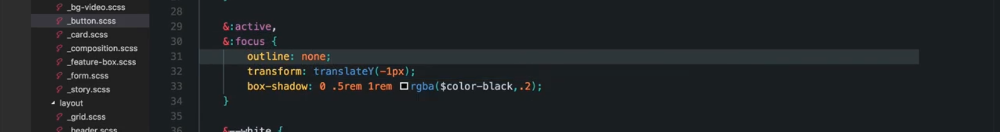 _bg-video.scss
_button.scss
_card.scss
_composition.scss
_feature-box.scss
_form.scss
_story.scss
layout
_grid.scss
_header.scss
28
29 &:active,
30 &:focus {
31 outline: none;
32 transform: translateY(-1px);
33 box-shadow: 0 .5rem 1rem rgba($color-black,.2);
34 }
35
36 &--white {